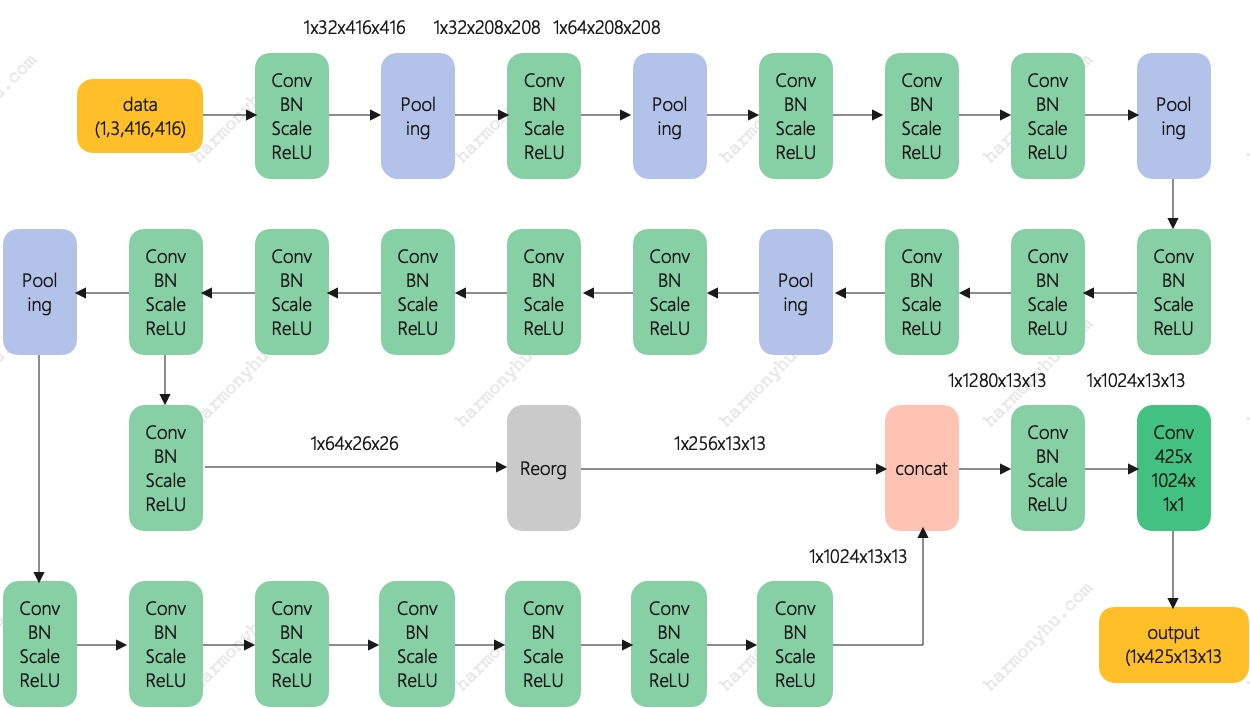 1x32x416x416 1x32x208x208 1x64x208x208
data
(1,3,416,416)
Conv
BN
Scale
ReLU
Pool
ing
Conv
BN
Scale
ReLU
Pool
ing
Conv
BN
Scale
ReLU
Conv
BN
Scale
ReLU
Conv
BN
Scale
ReLU
Pool
ing
Pool
ing
Conv
BN
Scale
ReLU
Conv
BN
Scale
ReLU
Conv
BN
Scale
ReLU
Conv
BN
Scale
ReLU
Conv
BN
Scale
ReLU
Pool
ing
Conv
BN
Scale
ReLU
Conv
BN
Scale
ReLU
Conv
BN
Scale
ReLU
1x1280x13x13 1x1024x13x13
Conv
BN
Scale
ReLU
1x64x26x26
Reorg
1x256x13x13
concat
Conv
BN
Scale
ReLU
Conv
425x
1024x
1x1
1x1024x13x13
Conv
BN
Scale
ReLU
Conv
BN
Scale
ReLU
Conv
BN
Scale
ReLU
Conv
BN
Scale
ReLU
Conv
BN
Scale
ReLU
Conv
BN
Scale
ReLU
Conv
BN
Scale
ReLU
output
(1x425x13x13
harmonyhu.com